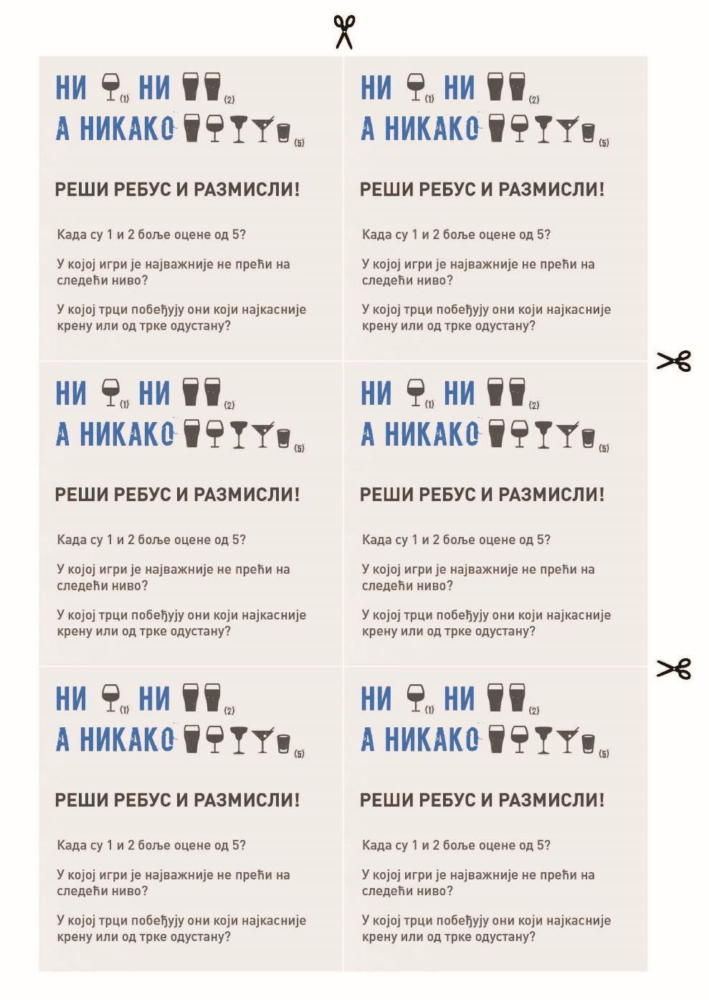 НИ (1) НИ (2)
А НИКАКО (5)
РЕШИ РЕБУС И РАЗМИСЛИ!
Када су 1 и 2 боље оцене од 5?
У којој игри је најважније не прећи на
следећи ниво?
У којој трци побеђују они који најкасније
крену или од трке одустану?
НИ (1) НИ (2)
А НИКАКО (5)
РЕШИ РЕБУС И РАЗМИСЛИ!
Када су 1 и 2 боље оцене од 5?
У којој игри је најважније не прећи на
следећи ниво?
У којој трци побеђују они који најкасније
крену или од трке одустану?
НИ (1) НИ (2)
А НИКАКО (5)
РЕШИ РЕБУС И РАЗМИСЛИ!
Када су 1 и 2 боље оцене од 5?
У којој игри је најважније не прећи на
следећи ниво?
У којој трци побеђују они који најкасније
крену или од трке одустану?
НИ (1) НИ (2)
А НИКАКО (5)
РЕШИ РЕБУС И РАЗМИСЛИ!
Када су 1 и 2 боље оцене од 5?
У којој игри је најважније не прећи на
следећи ниво?
У којој трци побеђују они који најкасније
крену или од трке одустану?
НИ (1) НИ (2)
А НИКАКО (5)
РЕШИ РЕБУС И РАЗМИСЛИ!
Када су 1 и 2 боље оцене од 5?
У којој игри је најважније не прећи на
следећи ниво?
У којој трци побеђују они који најкасније
крену или од трке одустану?
НИ (1) НИ (2)
А НИКАКО (5)
РЕШИ РЕБУС И РАЗМИСЛИ!
Када су 1 и 2 боље оцене од 5?
У којој игри је најважније не прећи на
следећи ниво?
У којој трци побеђују они који најкасније
крену или од трке одустану?